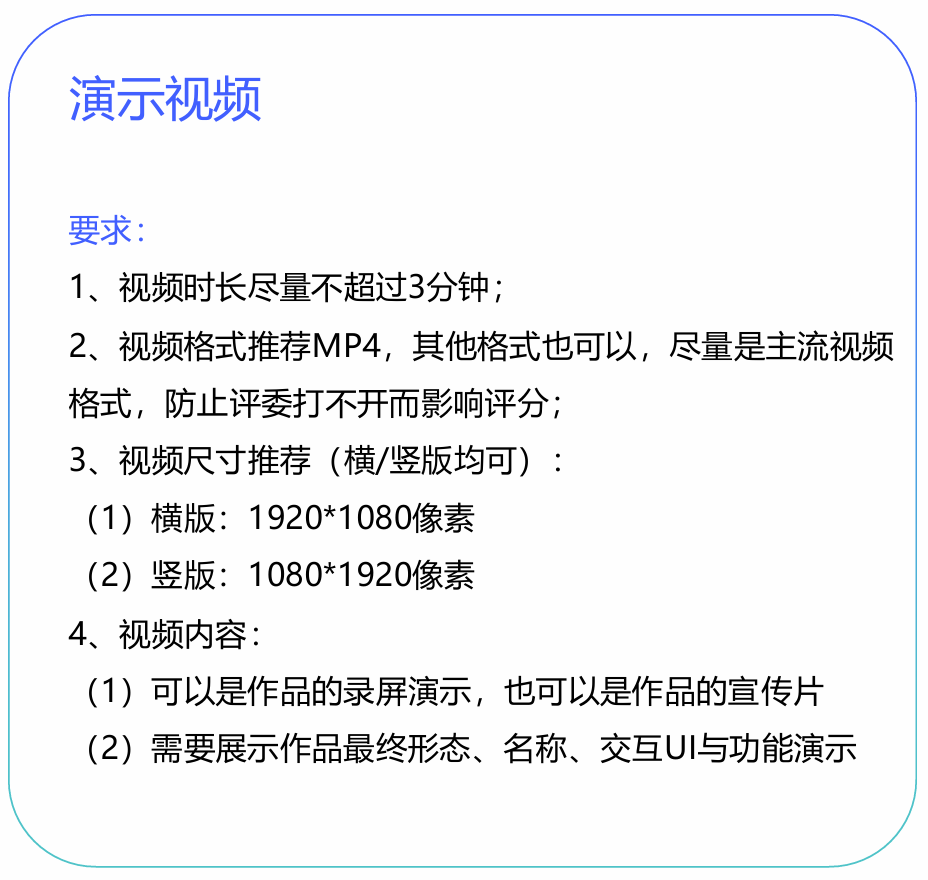 演示视频
要求：
1、视频时长尽量不超过3分钟；
2、视频格式推荐MP4，其他格式也可以，尽量是主流视频
格式，防止评委打不开而影响评分；
3、视频尺寸推荐（横/竖版均可）：
（1）横版：1920*1080像素
（2）竖版：1080*1920像素
4、视频内容：
（1）可以是作品的录屏演示，也可以是作品的宣传片
（2）需要展示作品最终形态、名称、交互UI与功能演示